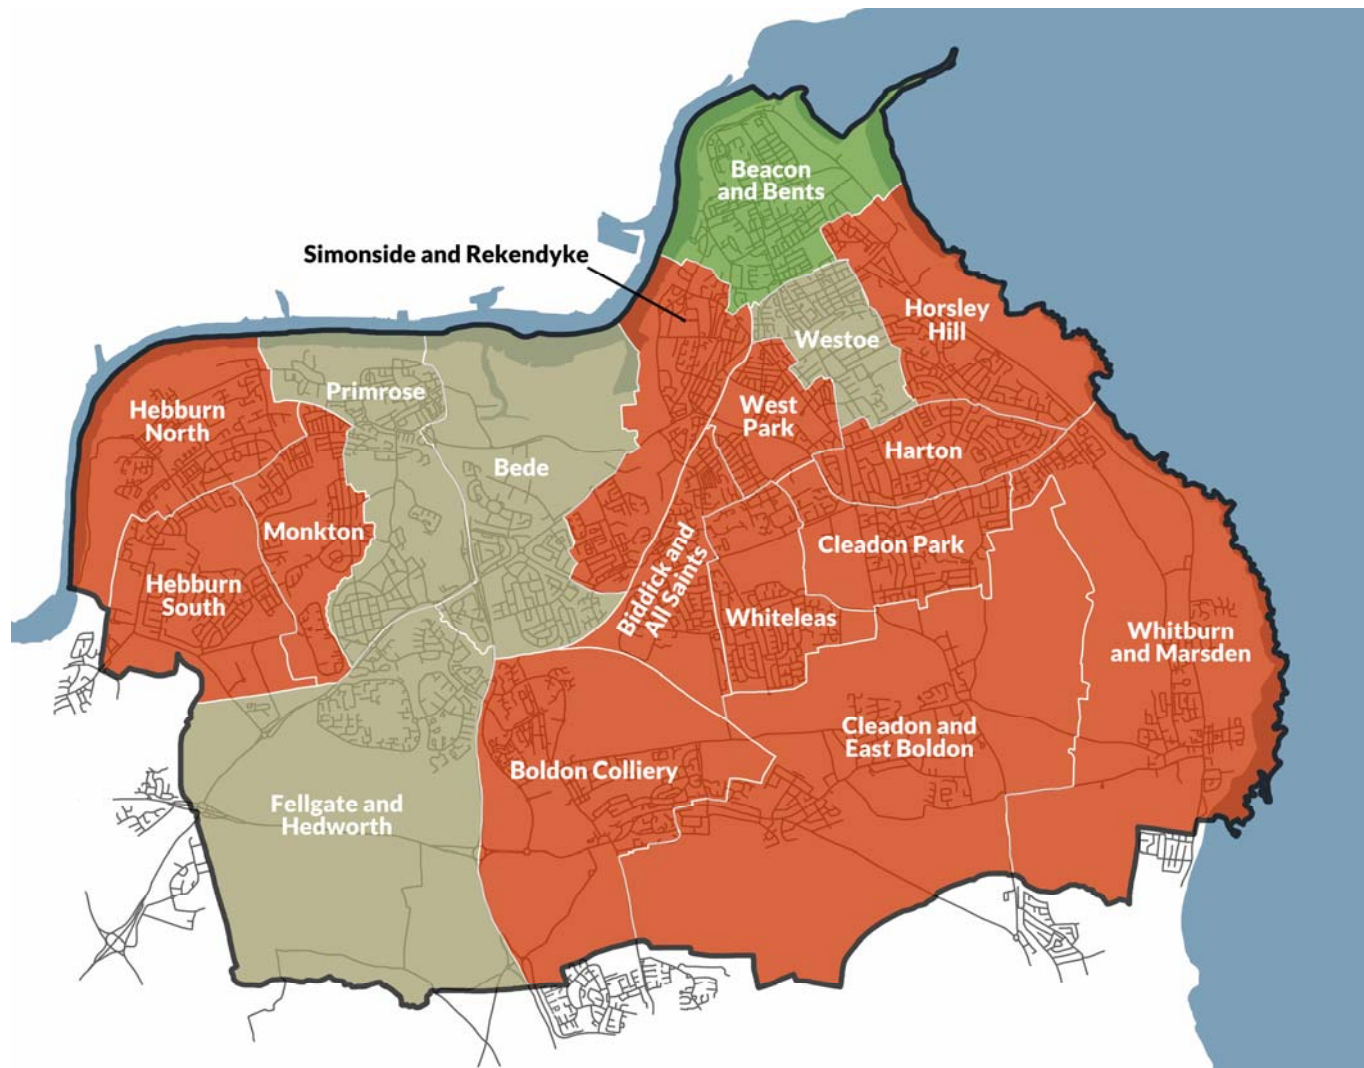 Beacon
and Bents
Simonside and Rekendyke
Horsley
Hill
Westoe
Primrose
Hebburn
North
West
Park
Harton
Bede
Monkton
Cleadon Park
Biddick and
All Saints
Hebburn
South
Whiteleas
Whitburn
and Marsden
Cleadon and
East Boldon
Boldon Colliery
Fellgate and
Hedworth